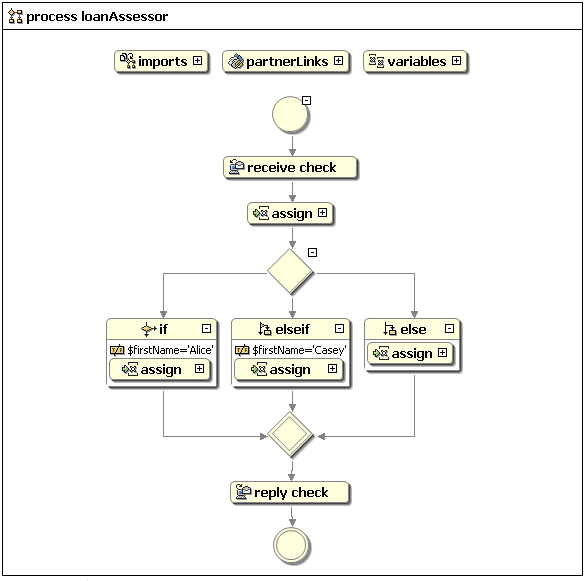 process loanAssessor
imports
partnerLinks
variables
receive check
assign
if
elseif
else
$firstName='Alice'
$firstName='Casey'
assign
assign
assign
reply check